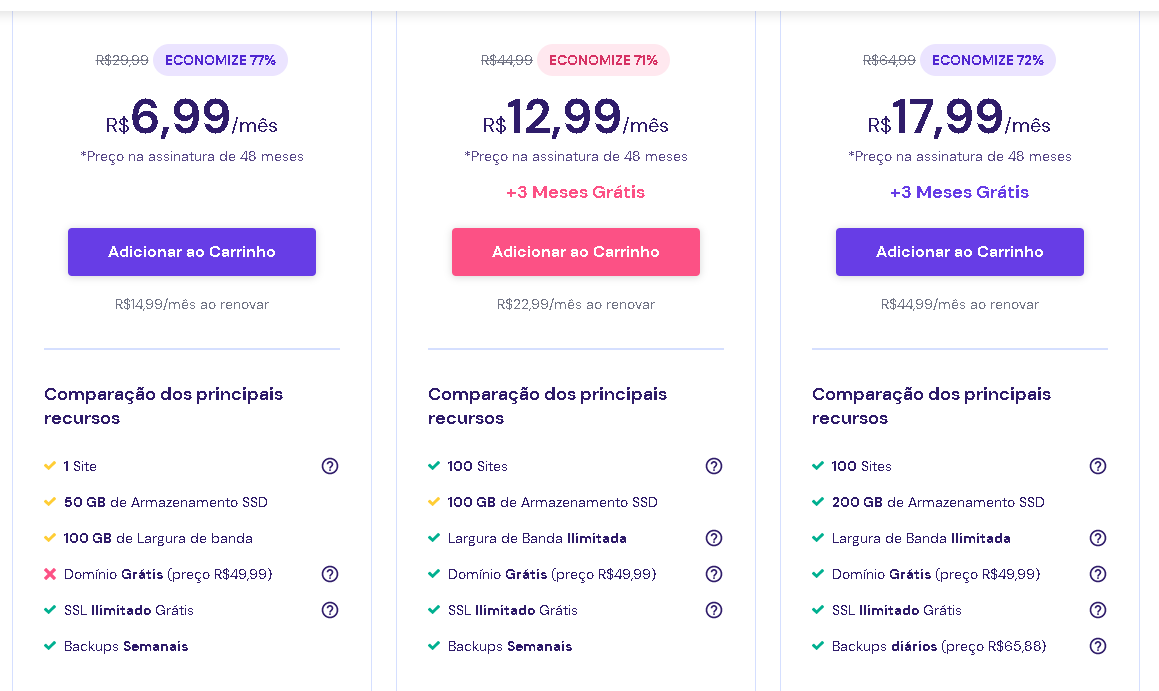 R$29,99 ECONOMIZE 77%
R$6,99/mês
*Preço na assinatura de 48 meses
Adicionar ao Carrinho
R$14,99/mês ao renovar
Comparação dos principais
recursos
1 Site
50 GB de Armazenamento SSD
100 GB de Largura de banda
Domínio Grátis (preço R$49,99)
SSL Ilimitado Grátis
Backups Semanais
R$44,99 ECONOMIZE 71%
R$12,99/mês
*Preço na assinatura de 48 meses
+3 Meses Grátis
Adicionar ao Carrinho
R$22,99/mês ao renovar
Comparação dos principais
recursos
100 Sites
100 GB de Armazenamento SSD
Largura de Banda Ilimitada
Domínio Grátis (preço R$49,99)
SSL Ilimitado Grátis
Backups Semanais
R$64,99 ECONOMIZE 72%
R$17,99/mês
*Preço na assinatura de 48 meses
+3 Meses Grátis
Adicionar ao Carrinho
R$44,99/mês ao renovar
Comparação dos principais
recursos
100 Sites
200 GB de Armazenamento SSD
Largura de Banda Ilimitada
Domínio Grátis (preço R$49,99)
SSL Ilimitado Grátis
Backups diários (preço R$65,88)